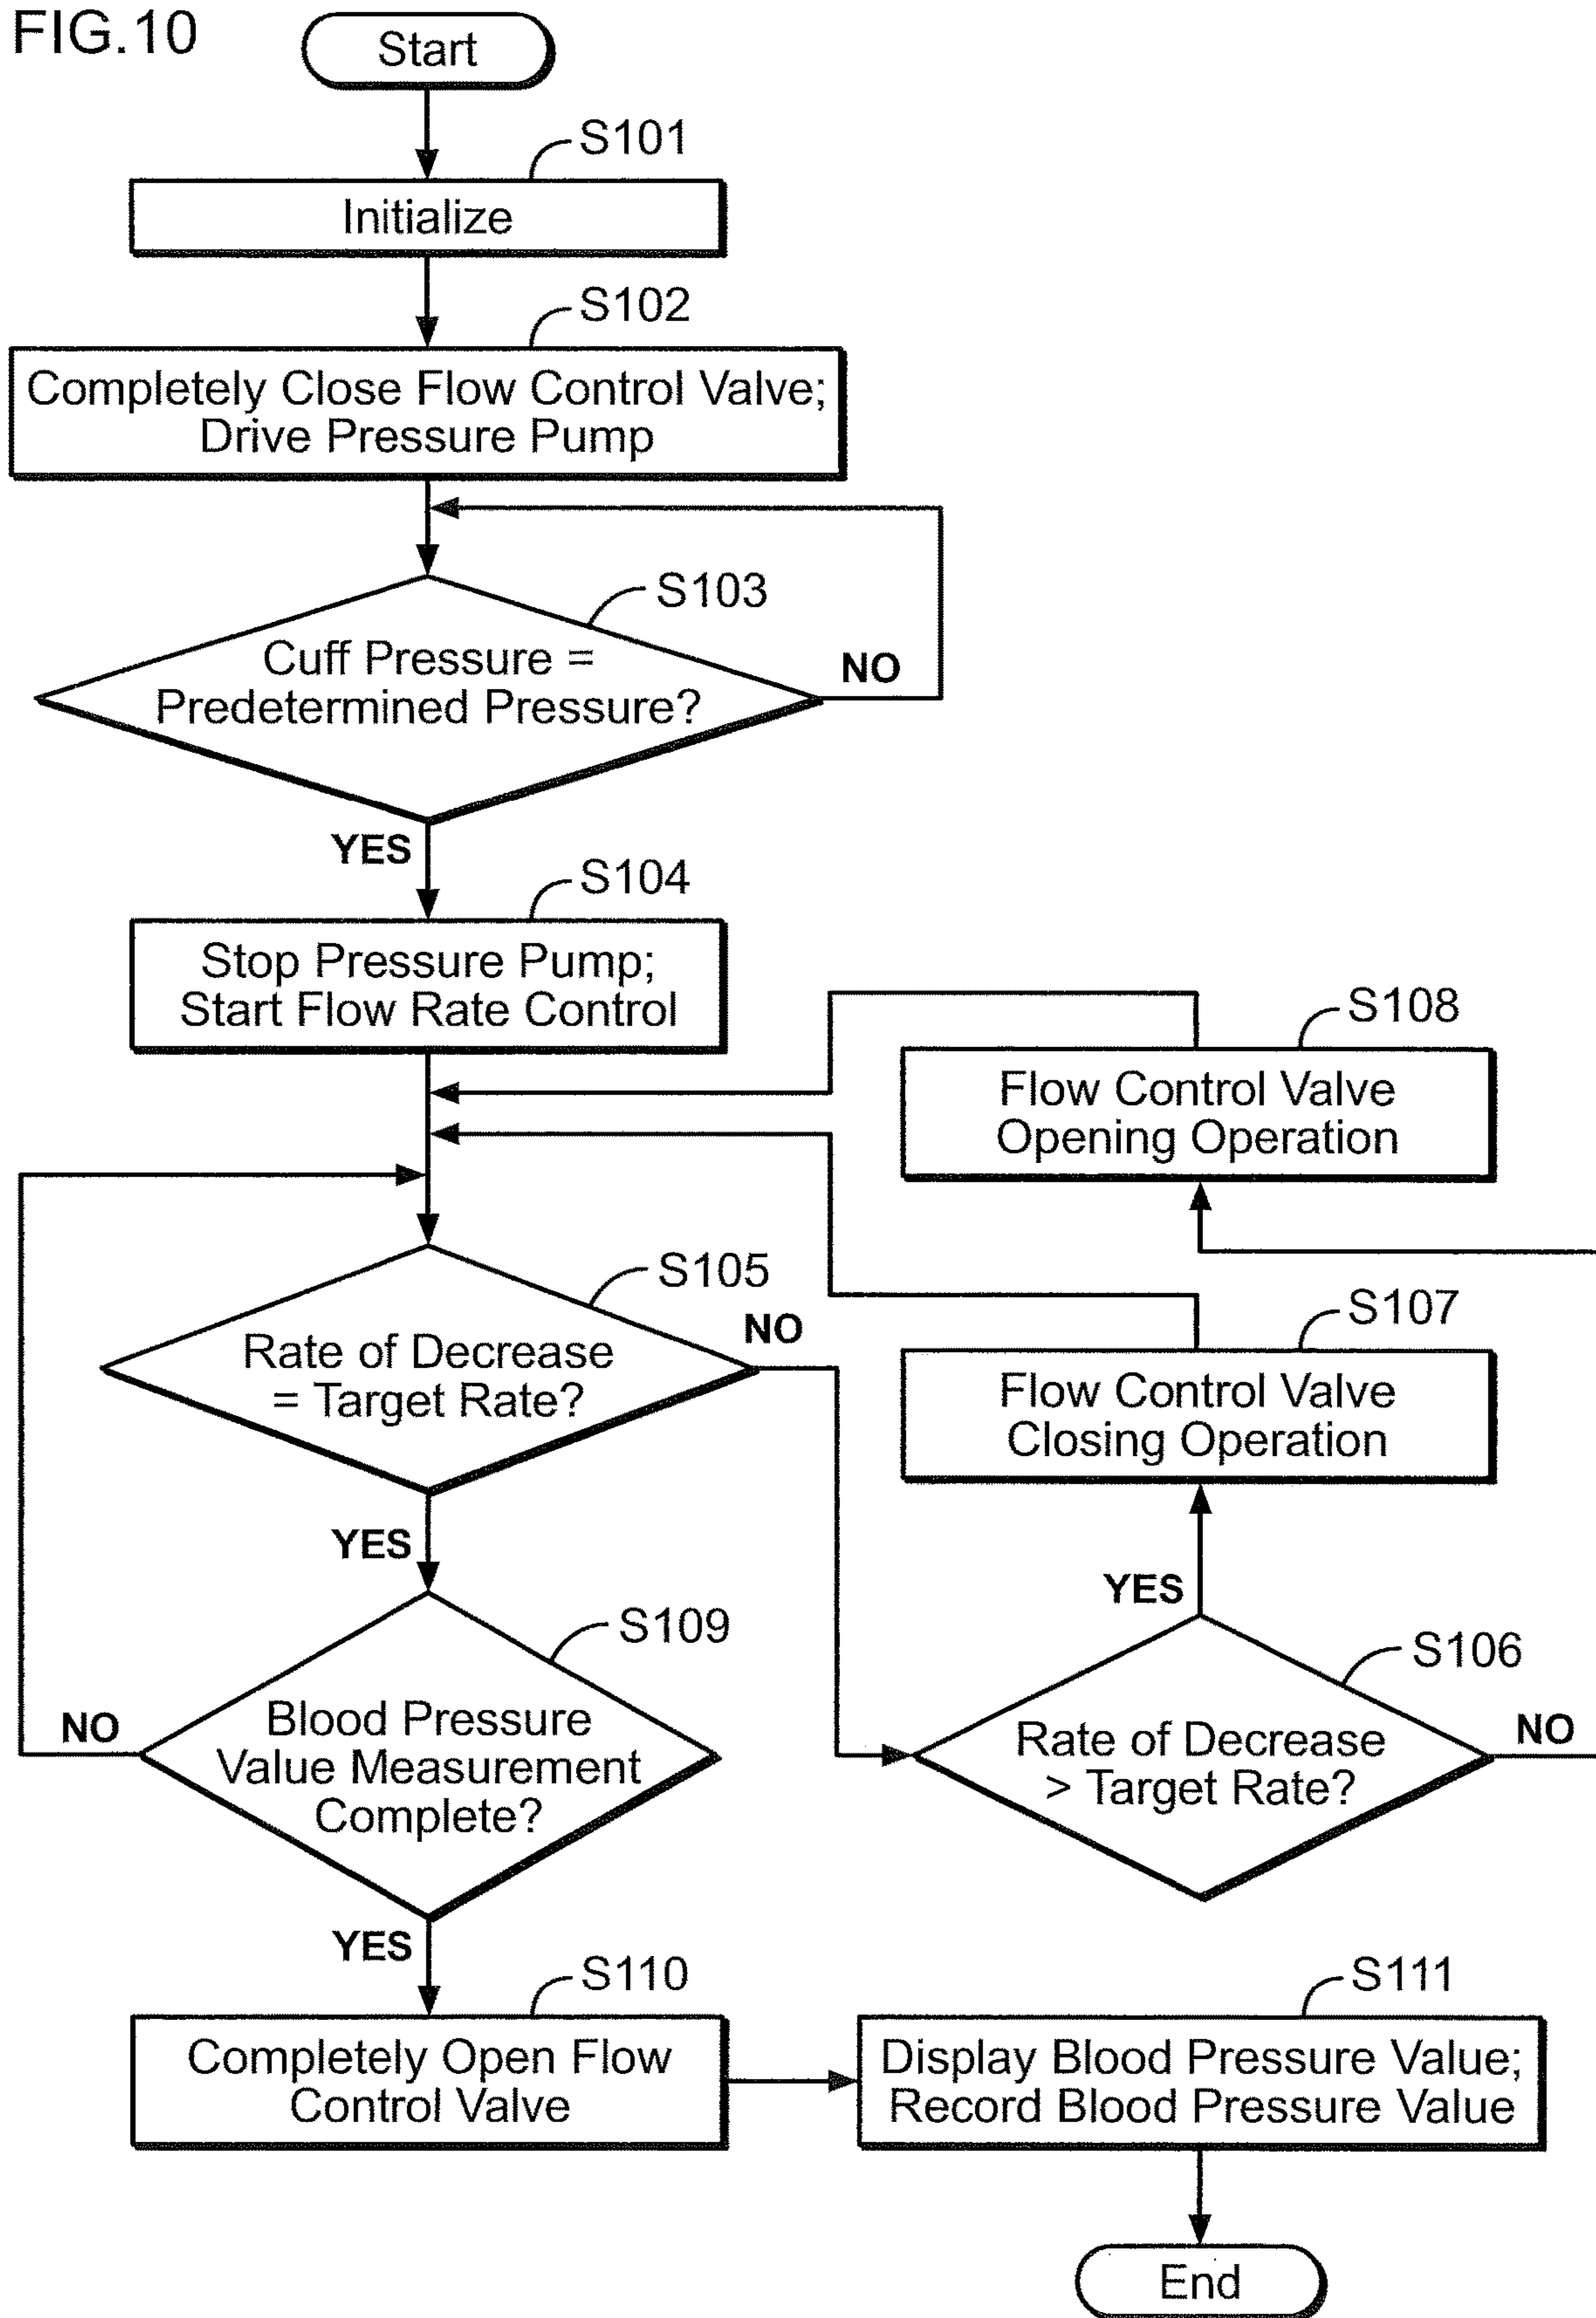 FIG.10
Start
S101
Initialize
S102
Completely Close Flow Control Valve;
Drive Pressure Pump
S103
Cuff Pressure =
Predetermined Pressure?
NO
YES
S104
Stop Pressure Pump;
Start Flow Rate Control
S108
Flow Control Valve
Opening Operation
S105
Rate of Decrease
= Target Rate?
NO
YES
S107
Flow Control Valve
Closing Operation
YES
S106
Rate of Decrease
> Target Rate?
NO
S109
Blood Pressure
Value Measurement
Complete?
NO
YES
S110
Completely Open Flow
Control Valve
S111
Display Blood Pressure Value;
Record Blood Pressure Value
End